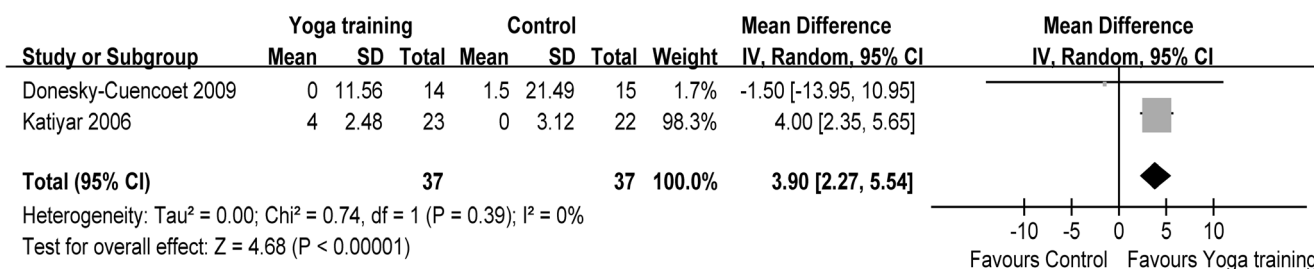 Yoga training Control Mean Difference Mean Difference
Study or Subgroup Mean SD Total Mean SD Total Weight IV, Random, 95% CI IV, Random, 95% CI
Donesky-Cuencoet 2009 0 11.56 14 1.5 21.49 15 1.7% -1.50 [-13.95, 10.95]
Katiyar 2006 4 2.48 23 0 3.12 22 98.3% 4.00 [2.35, 5.65]
Total (95% CI) 37 37 100.0% 3.90 [2.27, 5.54]
Heterogeneity: Tau² = 0.00; Chi² = 0.74, df = 1 (P = 0.39); I² = 0%
Test for overall effect: Z = 4.68 (P < 0.00001)
-10 -5 0 5 10
Favours Control Favours Yoga training